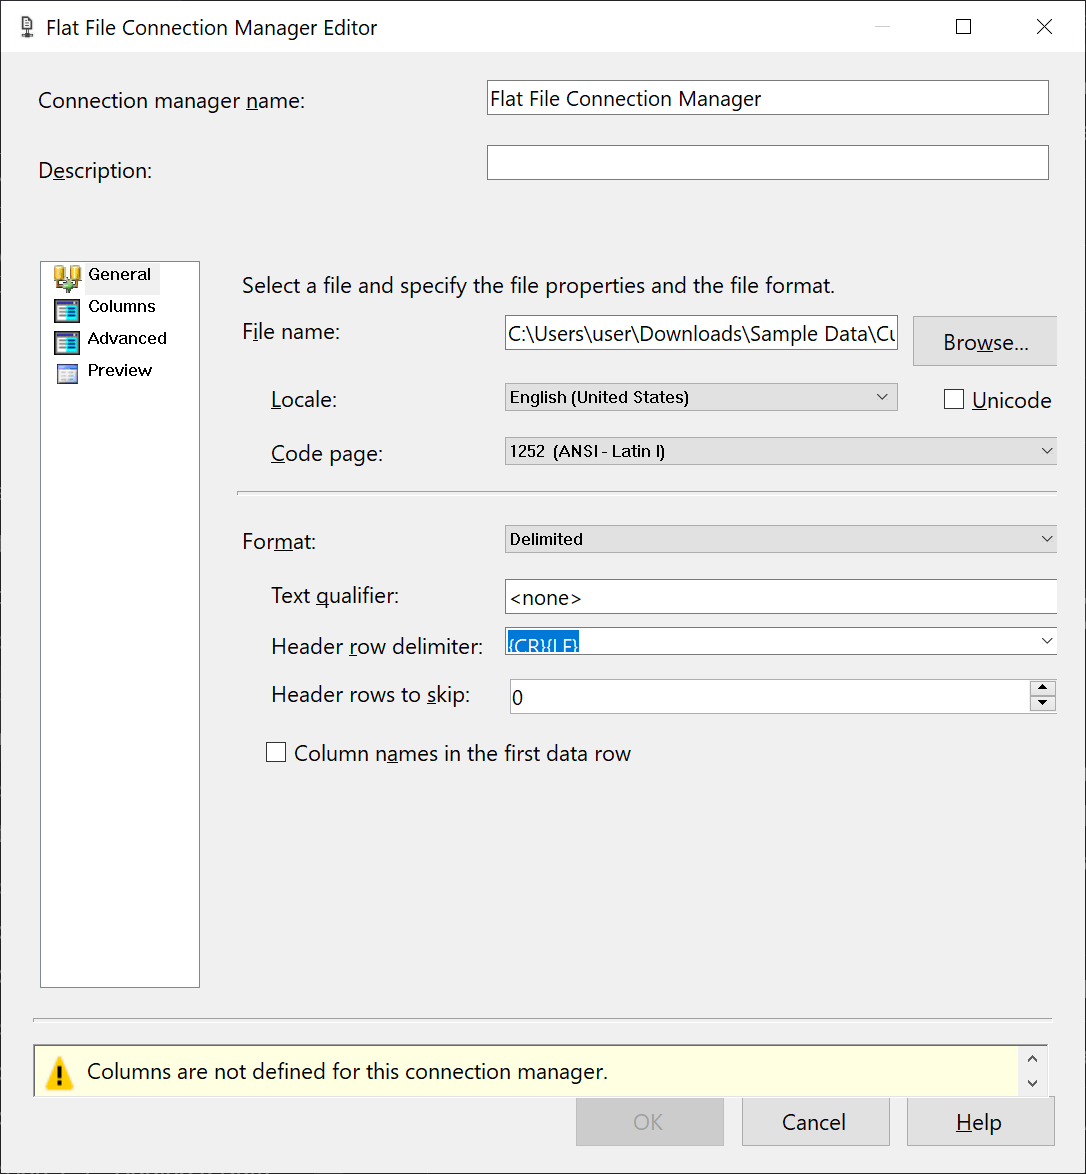 Flat File Connection Manager Editor
Connection manager name: Flat File Connection Manager
Description:
General
Columns
Advanced
Preview
Select a file and specify the file properties and the file format.
File name: C:\Users\user\Downloads\Sample Data\Cu Browse...
Locale: English (United States) Unicode
Code page: 1252 (ANSI - Latin I)
Format: Delimited
Text qualifier: <none>
Header row delimiter: {CR}{LF}
Header rows to skip: 0
Column names in the first data row
Columns are not defined for this connection manager.
OK Cancel Help